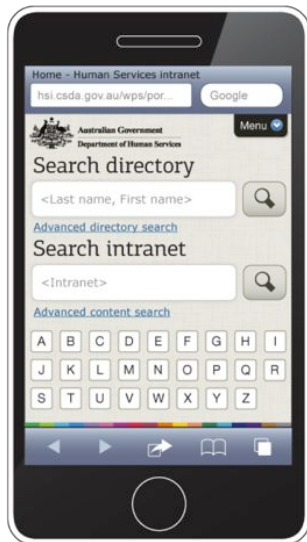 Home - Human Services intranet
hsi.csda.gov.au/wps/por... Google
Menu
Australian Government
Department of Human Services
Search directory
<Last name, First name>
Advanced directory search
Search intranet
<Intranet>
Advanced content search
A B C D E F G H I
J K L M N O P Q R
S T U V W X Y Z